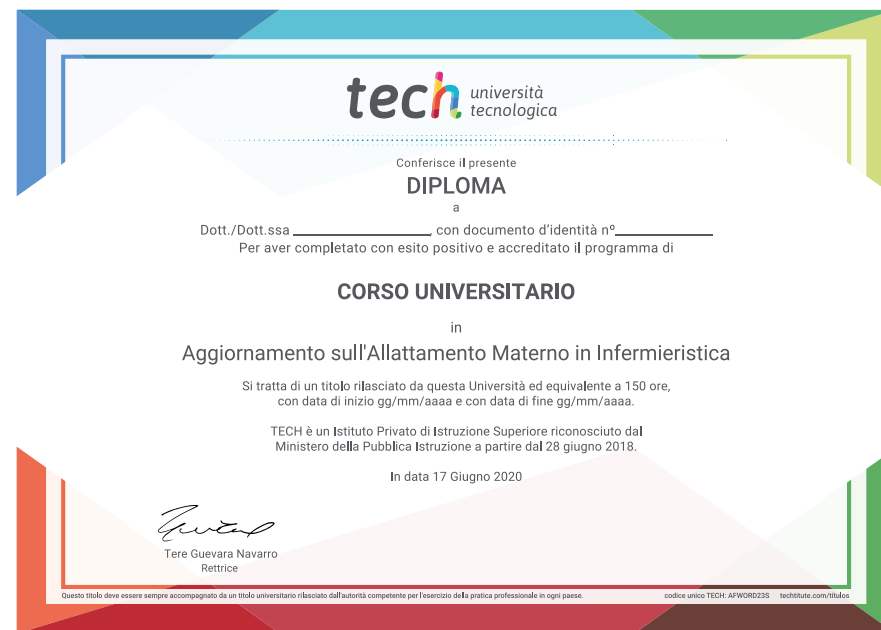 tech università
tecnologica
Conferisce il presente
DIPLOMA
a
Dott./Dott.ssa ____________________, con documento d'identità nº______________
Per aver completato con esito positivo e accreditato il programma di
CORSO UNIVERSITARIO
in
Aggiornamento sull'Allattamento Materno in Infermieristica
Si tratta di un titolo rilasciato da questa Università ed equivalente a 150 ore,
con data di inizio gg/mm/aaaa e con data di fine gg/mm/aaaa.
TECH è un Istituto Privato di Istruzione Superiore riconosciuto dal
Ministero della Pubblica Istruzione a partire dal 28 giugno 2018.
In data 17 Giugno 2020
Tere Guevara Navarro
Rettrice
Questo titolo deve essere sempre accompagnato da un titolo universitario rilasciato dall'autorità competente per l'esercizio della pratica professionale in ogni paese. codice unico TECH: AFWORD23S techtitute.com/títulos